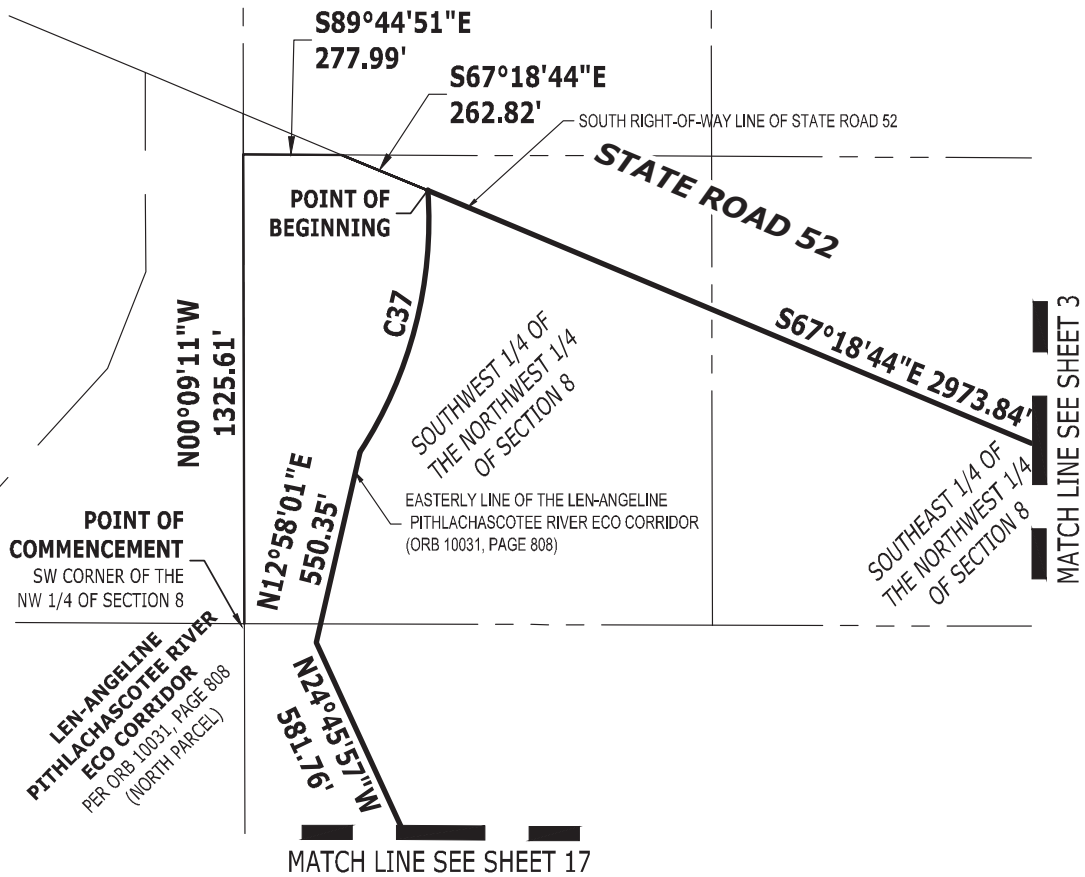 S89°44'51"E
277.99'
S67°18'44"E
262.82'
SOUTH RIGHT-OF-WAY LINE OF STATE ROAD 52
STATE ROAD 52
POINT OF
BEGINNING
C37
N00°09'11"W
1325.61'
S67°18'44"E 2973.84'
MATCH LINE SEE SHEET 3
SOUTHWEST 1/4 OF
THE NORTHWEST 1/4
OF SECTION 8
SOUTHEAST 1/4 OF
THE NORTHWEST 1/4
OF SECTION 8
EASTERLY LINE OF THE LEN-ANGELINE
PITHLACHASCOTEE RIVER ECO CORRIDOR
(ORB 10031, PAGE 808)
N12°58'01"E
550.35'
POINT OF
COMMENCEMENT
SW CORNER OF THE
NW 1/4 OF SECTION 8
LEN-ANGELINE
PITHLACHASCOTEE RIVER
ECO CORRIDOR
PER ORB 10031, PAGE 808
(NORTH PARCEL)
N24°45'57"W
581.76'
MATCH LINE SEE SHEET 17